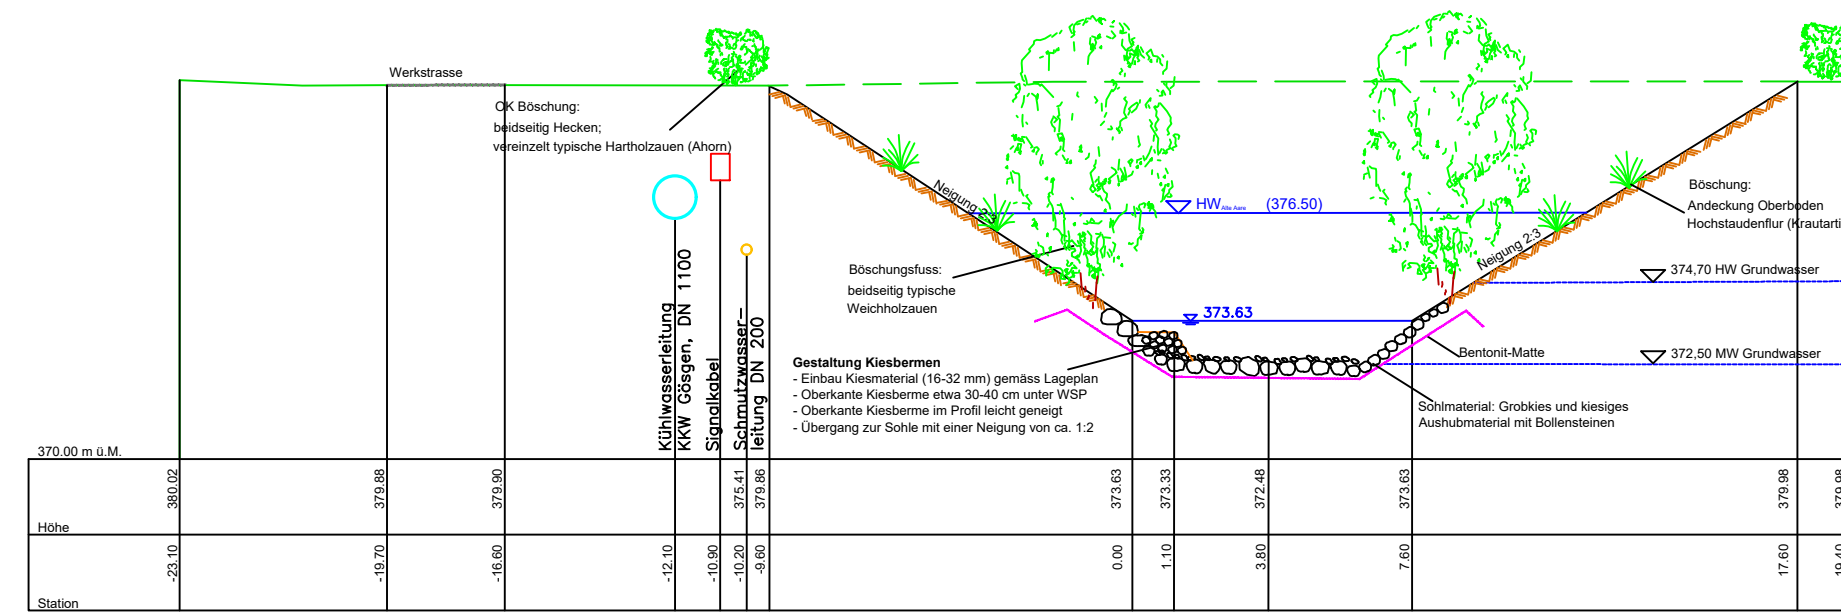 Werkstrasse
OK Böschung:
beidseitig Hecken;
vereinzelt typische Hartholzauen (Ahorn)
Neigung 2:3
HW Alte Aare (376.50)
Böschung:
Andeckung Oberboden
Hochstaudenflur (Krautarti
Neigung 2:3
Böschungsfuss:
beidseitig typische
Weichholzauen
374,70 HW Grundwasser
373.63
Kühlwasserleitung
KKW Gösgen, DN 1100
Signalkabel
Schmutzwasser-
leitung DN 200
Gestaltung Kiesbermen
- Einbau Kiesmaterial (16-32 mm) gemäss Lageplan
- Oberkante Kiesberme etwa 30-40 cm unter WSP
- Oberkante Kiesberme im Profil leicht geneigt
- Übergang zur Sohle mit einer Neigung von ca. 1:2
Bentonit-Matte
372,50 MW Grundwasser
Sohlmaterial: Grobkies und kiesiges
Aushubmaterial mit Bollensteinen
370.00 m ü.M.
Höhe
380.02
379.88
379.90
375.41
379.86
373.63
373.33
372.48
373.63
379.98
379.98
Station
-23.10
-19.70
-16.60
-12.10
-10.90
-10.20
-9.60
0.00
1.10
3.80
7.60
17.60
19.40